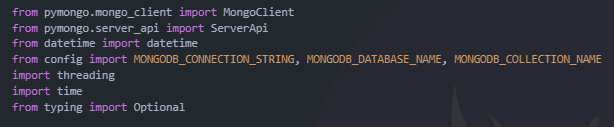 from pymongo.mongo_client import MongoClient
from pymongo.server_api import ServerApi
from datetime import datetime
from config import MONGODB_CONNECTION_STRING, MONGODB_DATABASE_NAME, MONGODB_COLLECTION_NAME
import threading
import time
from typing import Optional